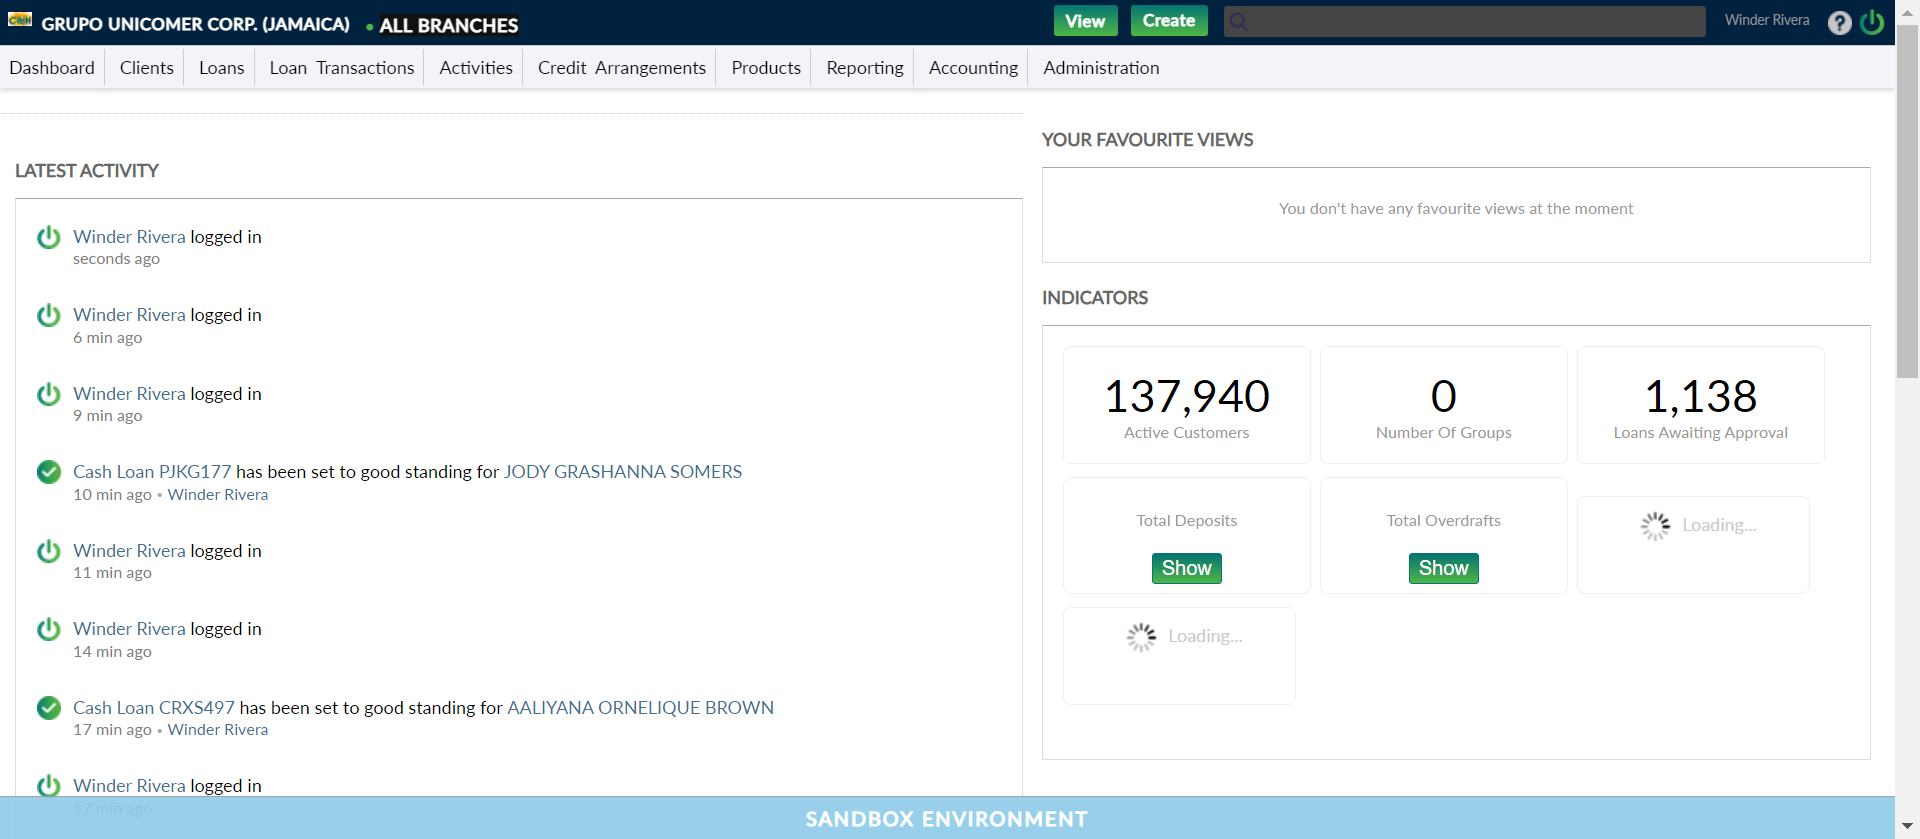 CASH
GRUPO UNICOMER CORP. (JAMAICA) • ALL BRANCHES
View
Create
Winder Rivera
?
Dashboard
Clients
Loans
Loan Transactions
Activities
Credit Arrangements
Products
Reporting
Accounting
Administration
LATEST ACTIVITY
Winder Rivera logged in
seconds ago
Winder Rivera logged in
6 min ago
Winder Rivera logged in
9 min ago
Cash Loan PJKG177 has been set to good standing for JODY GRASHANNA SOMERS
10 min ago • Winder Rivera
Winder Rivera logged in
11 min ago
Winder Rivera logged in
14 min ago
Cash Loan CRXS497 has been set to good standing for AALIYANA ORNELIQUE BROWN
17 min ago • Winder Rivera
Winder Rivera logged in
17 min ago
YOUR FAVOURITE VIEWS
You don't have any favourite views at the moment
INDICATORS
137,940
Active Customers
0
Number Of Groups
1,138
Loans Awaiting Approval
Total Deposits
Show
Total Overdrafts
Show
Loading...
Loading...
SANDBOX ENVIRONMENT